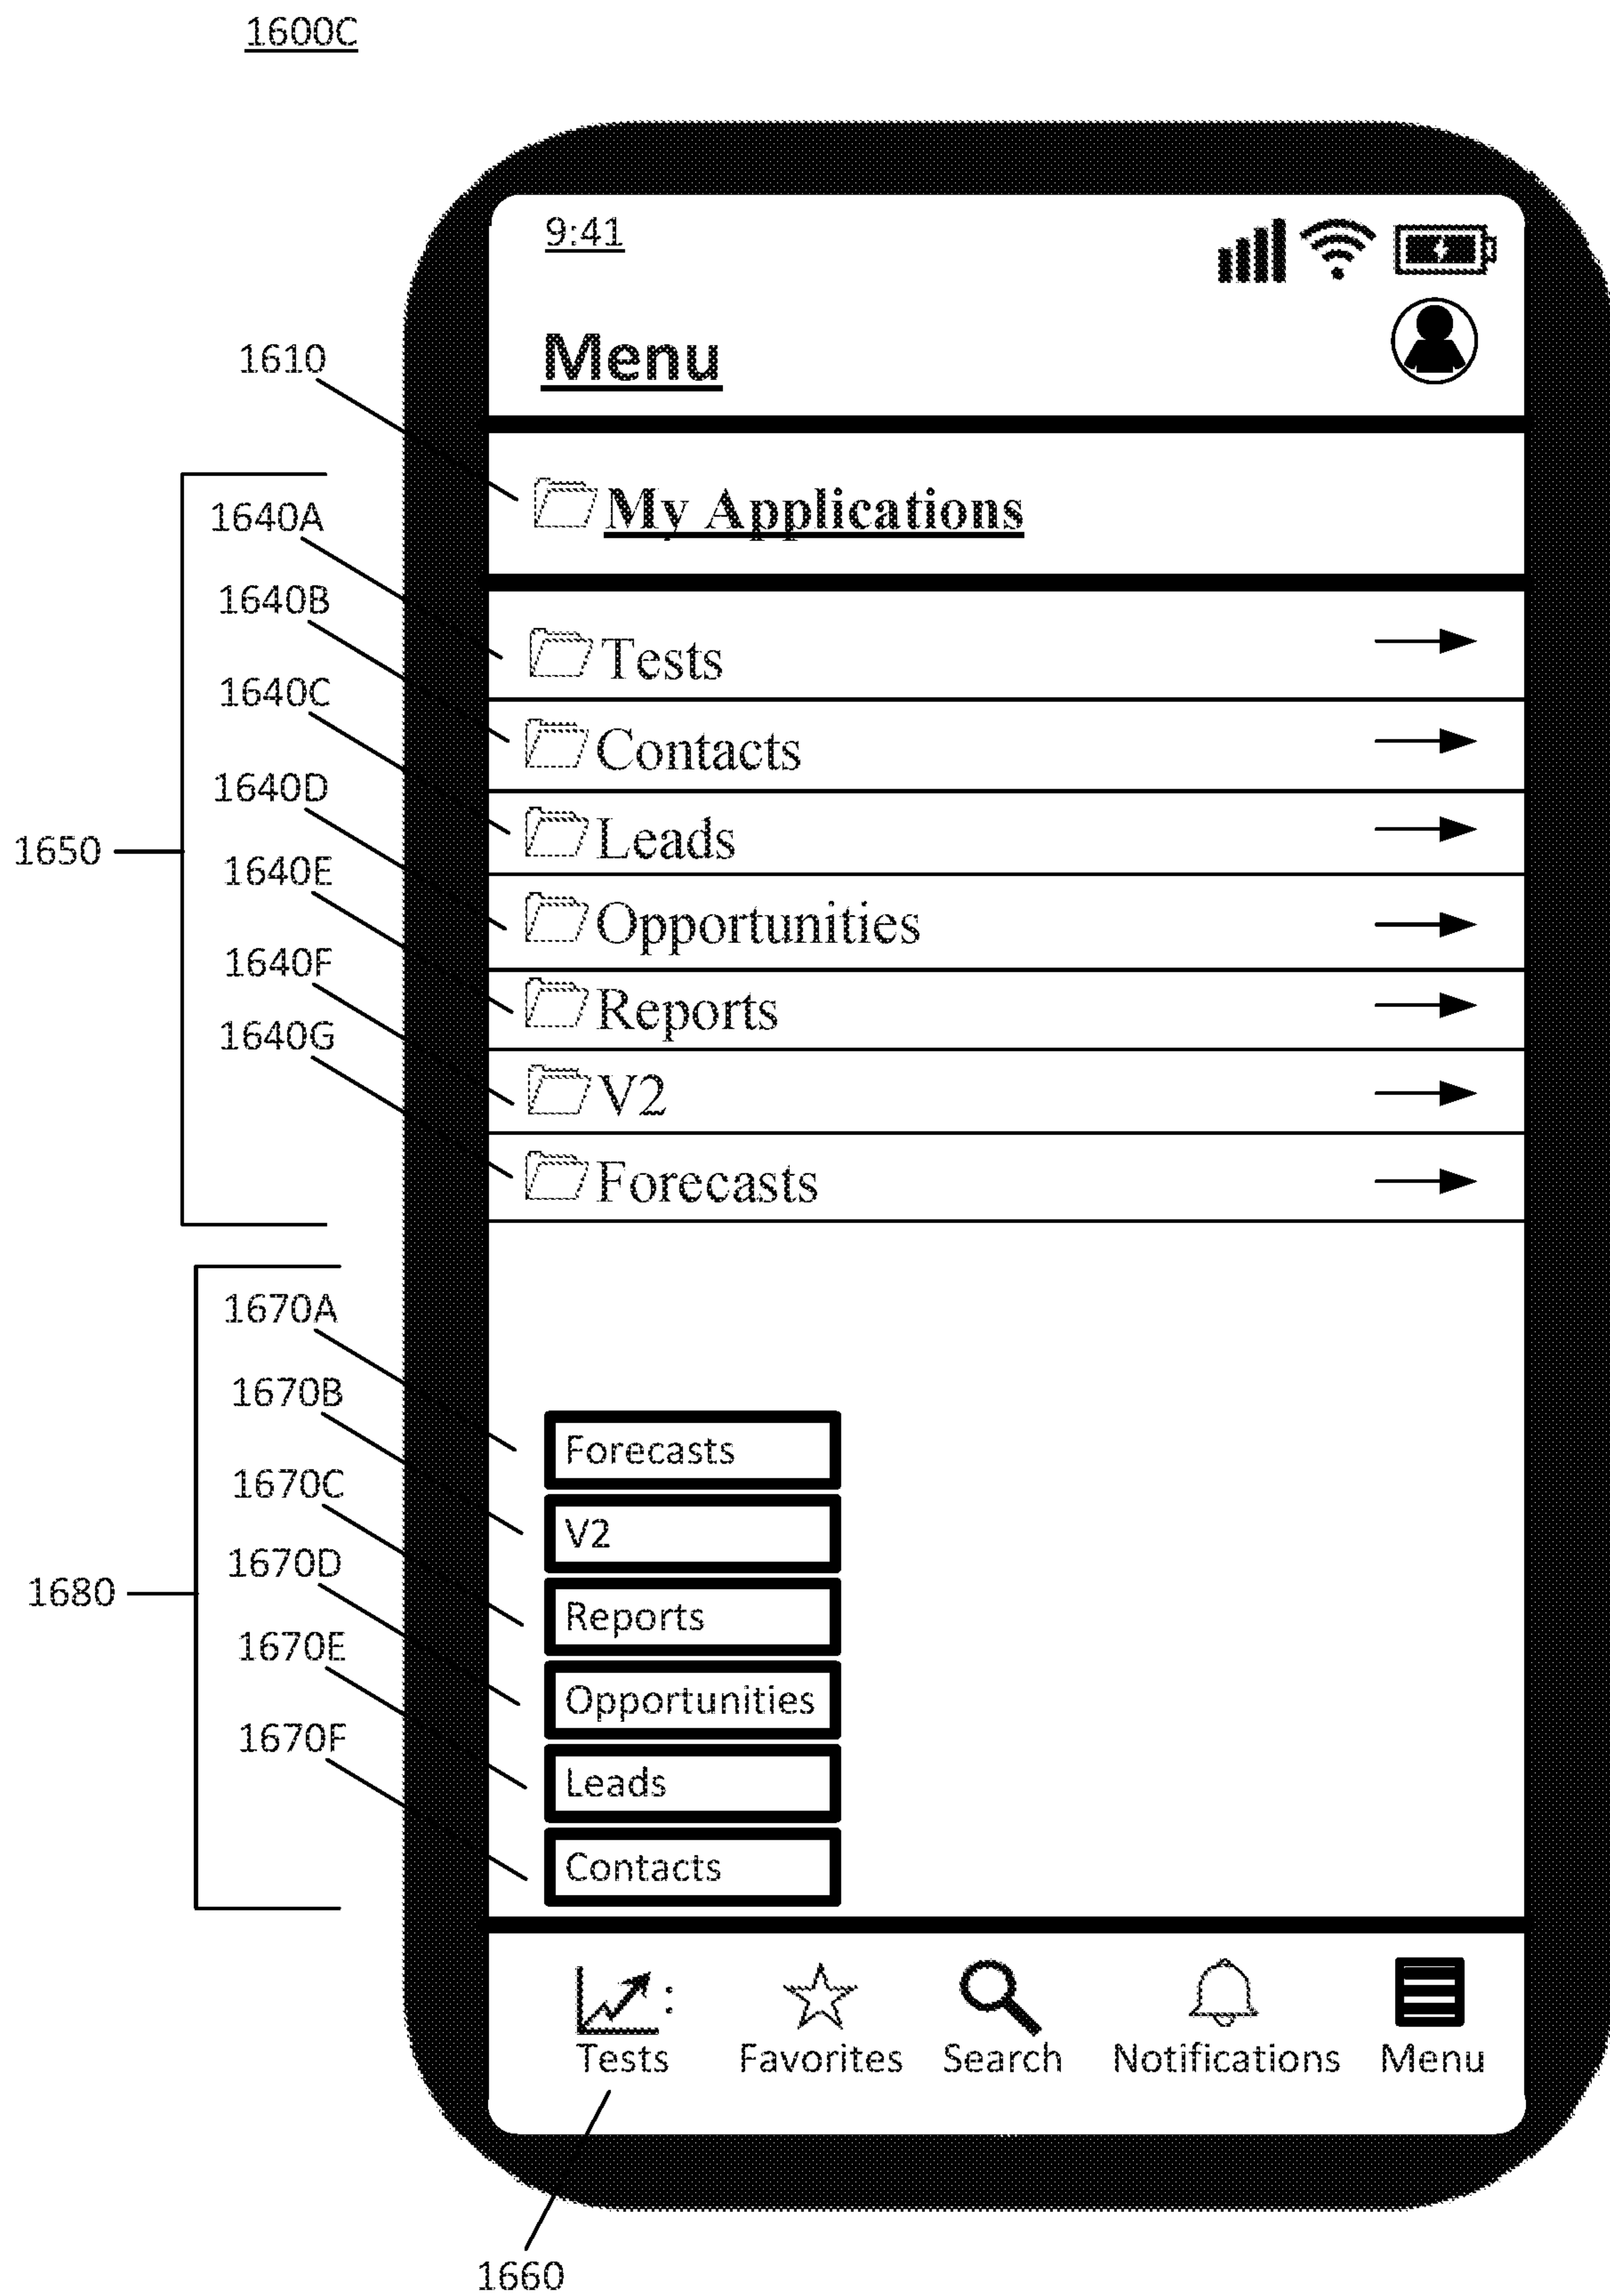 1600C
9:41
1610
Menu
My Applications
1640A
1640B
Tests
1640C
Contacts
1640D
Leads
1650
1640E
Opportunities
1640F
Reports
1640G
V2
Forecasts
1670A
1670B
Forecasts
1670C
V2
1670D
1680
Reports
1670E
Opportunities
1670F
Leads
Contacts
Tests Favorites Search Notifications Menu
1660